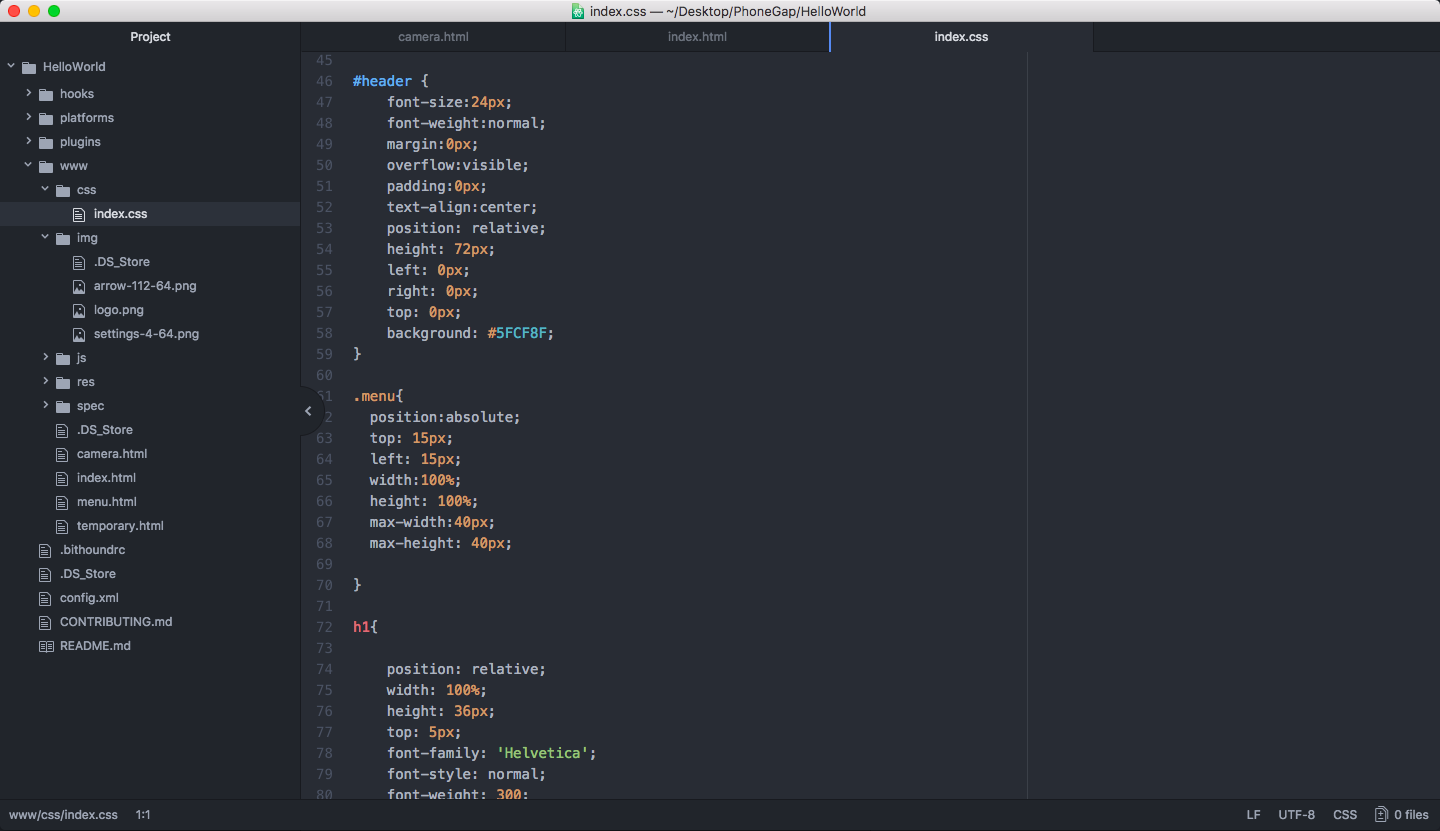 index.css — ~/Desktop/PhoneGap/HelloWorld
Project
camera.html
index.html
index.css
HelloWorld
hooks
platforms
plugins
www
css
index.css
img
.DS_Store
arrow-112-64.png
logo.png
settings-4-64.png
js
res
spec
.DS_Store
camera.html
index.html
menu.html
temporary.html
.bithoundrc
.DS_Store
config.xml
CONTRIBUTING.md
README.md
45
46 #header {
47 font-size:24px;
48 font-weight:normal;
49 margin:0px;
50 overflow:visible;
51 padding:0px;
52 text-align:center;
53 position: relative;
54 height: 72px;
55 left: 0px;
56 right: 0px;
57 top: 0px;
58 background: #5FCF8F;
59 }
60
61 .menu{
2 position:absolute;
63 top: 15px;
64 left: 15px;
65 width:100%;
66 height: 100%;
67 max-width:40px;
68 max-height: 40px;
69
70 }
71
72 h1{
73
74 position: relative;
75 width: 100%;
76 height: 36px;
77 top: 5px;
78 font-family: 'Helvetica';
79 font-style: normal;
80 font-weight: 300;
www/css/index.css 1:1
LF UTF-8 CSS 0 files